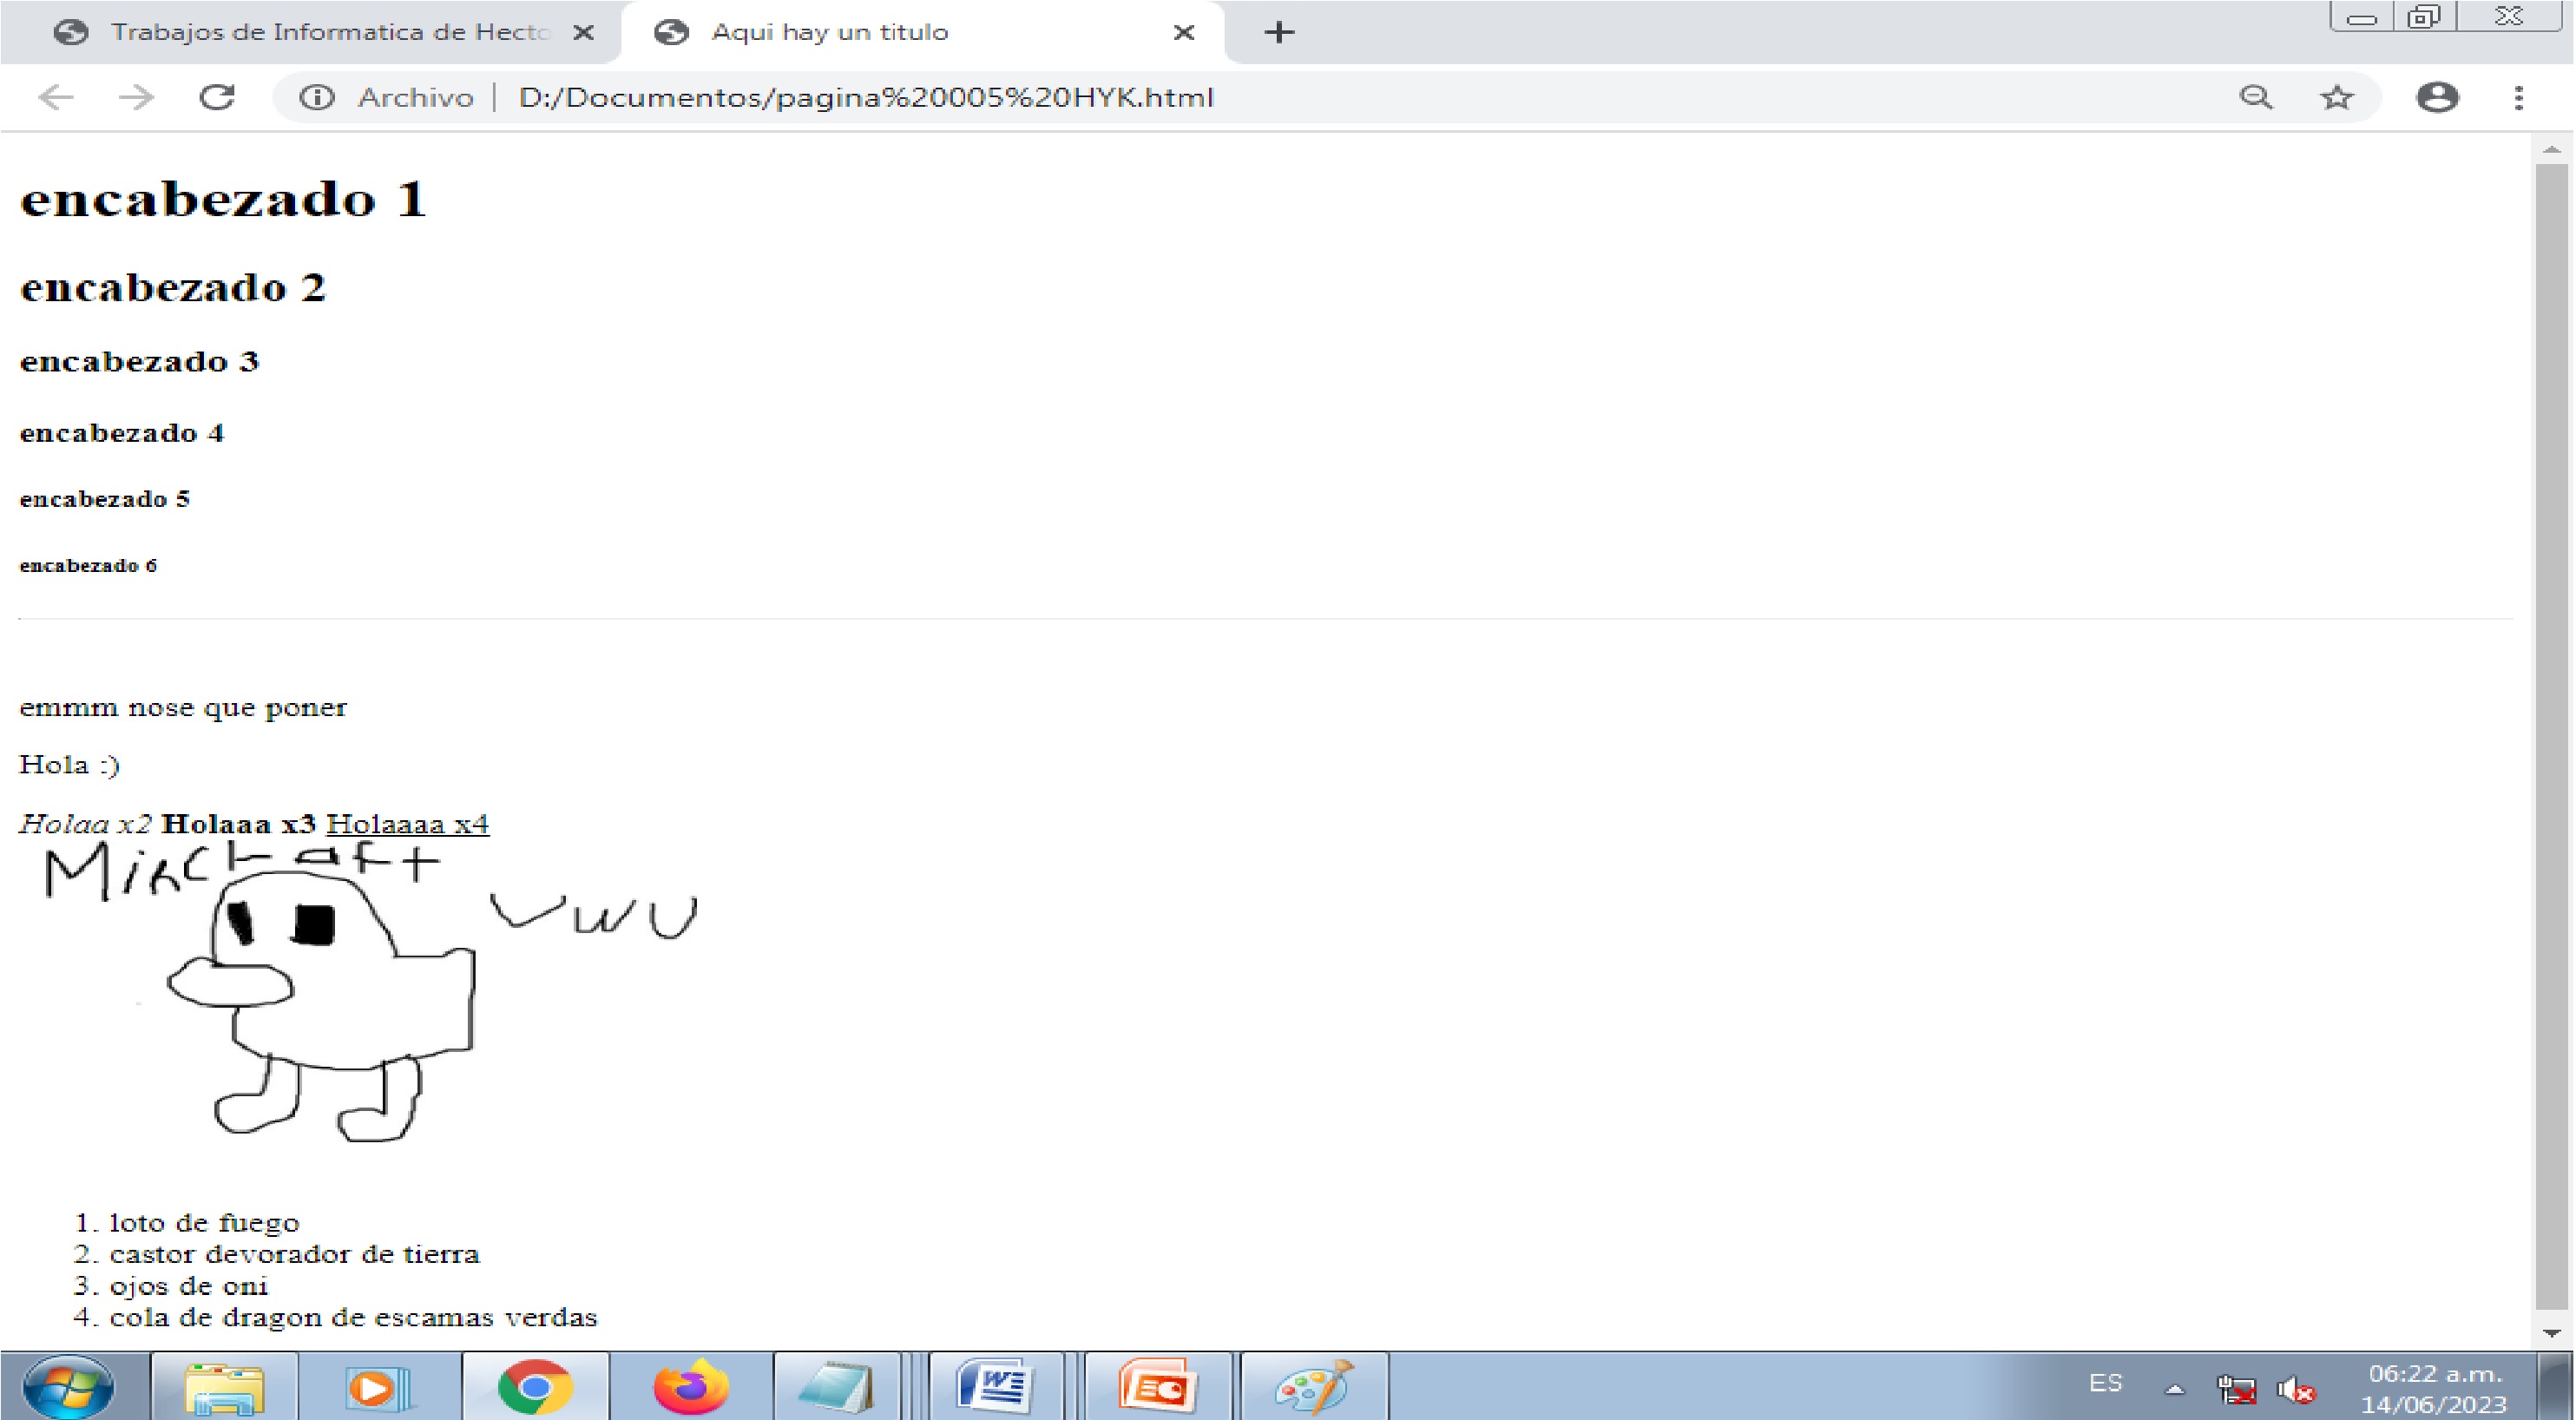 Trabajos de Informatica de Hecto
Aqui hay un titulo
Archivo | D:/Documentos/pagina%20005%20HYK.html
encabezado 1
encabezado 2
encabezado 3
encabezado 4
encabezado 5
encabezado 6
emmm nose que poner
Hola :)
Holaa x2 Holaaa x3 Holaaaa x4
Mincraft
UWU
1. loto de fuego
2. castor devorador de tierra
3. ojos de oni
4. cola de dragon de escamas verdas
ES
06:22 a.m.
14/06/2023